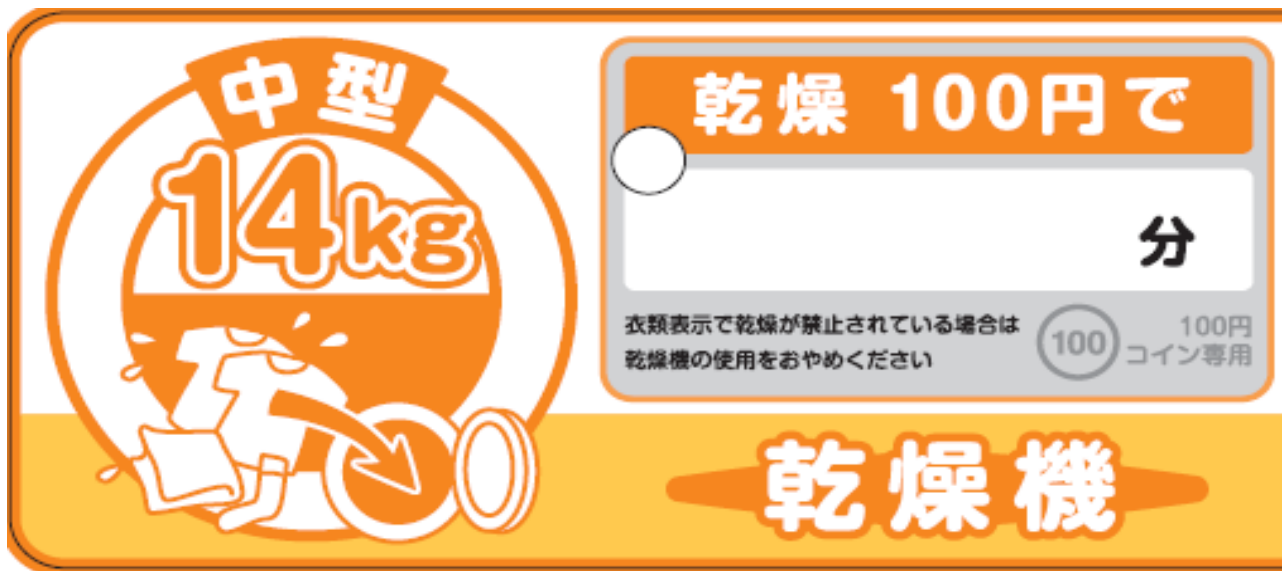 中型
14kg
乾燥 100円で
分
衣類表示で乾燥が禁止されている場合は
乾燥機の使用をおやめください
100
100円
コイン専用
乾燥機